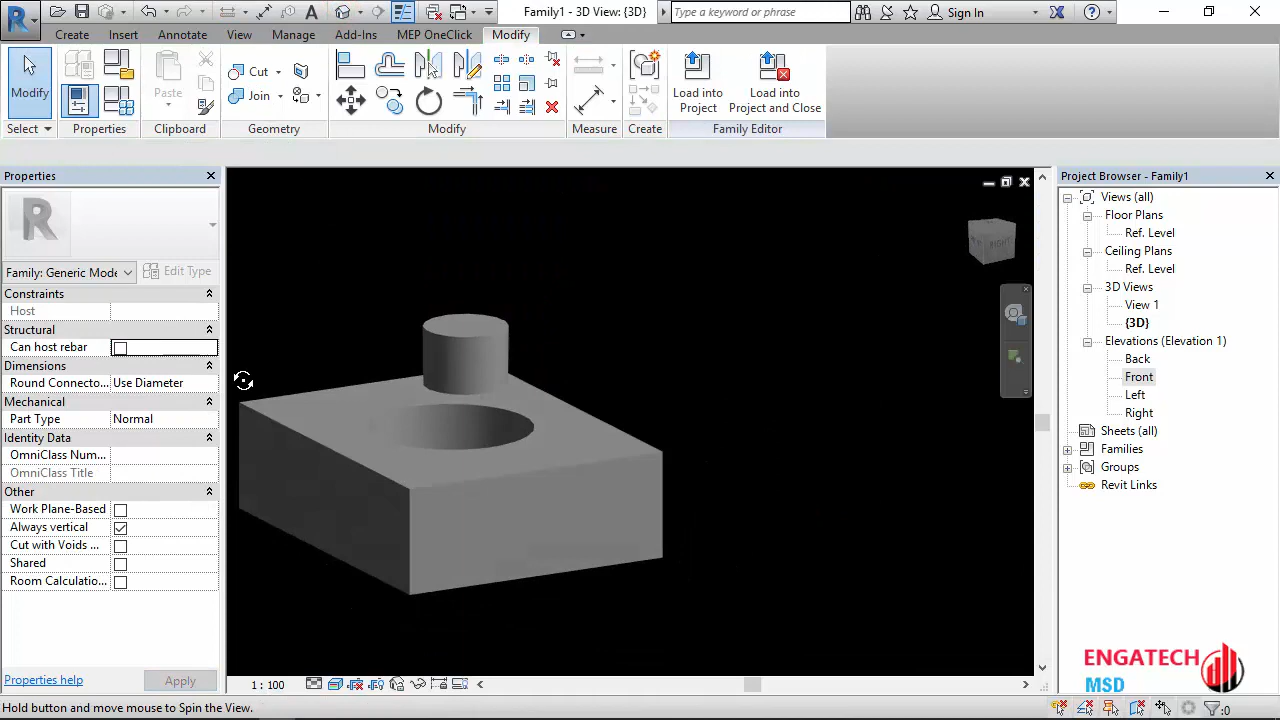 Family1 - 3D View: {3D}
Type a keyword or phrase
Sign In
Create
Insert
Annotate
View
Manage
Add-Ins
MEP OneClick
Modify
Modify
Select
Properties
Paste
Clipboard
Cut
Join
Geometry
Modify
Measure
Create
Load into
Project
Load into
Project and Close
Family Editor
Properties
Family: Generic Mode
Edit Type
Constraints
Host
Structural
Can host rebar
Dimensions
Round Connecto... Use Diameter
Mechanical
Part Type Normal
Identity Data
OmniClass Num...
OmniClass Title
Other
Work Plane-Based
Always vertical
Cut with Voids ...
Shared
Room Calculatio...
Properties help
Apply
RIGHT
1 : 100
Project Browser - Family1
Views (all)
Floor Plans
Ref. Level
Ceiling Plans
Ref. Level
3D Views
View 1
{3D}
Elevations (Elevation 1)
Back
Front
Left
Right
Sheets (all)
Families
Groups
Revit Links
ENGATECH
MSD
Hold button and move mouse to Spin the View.
:0